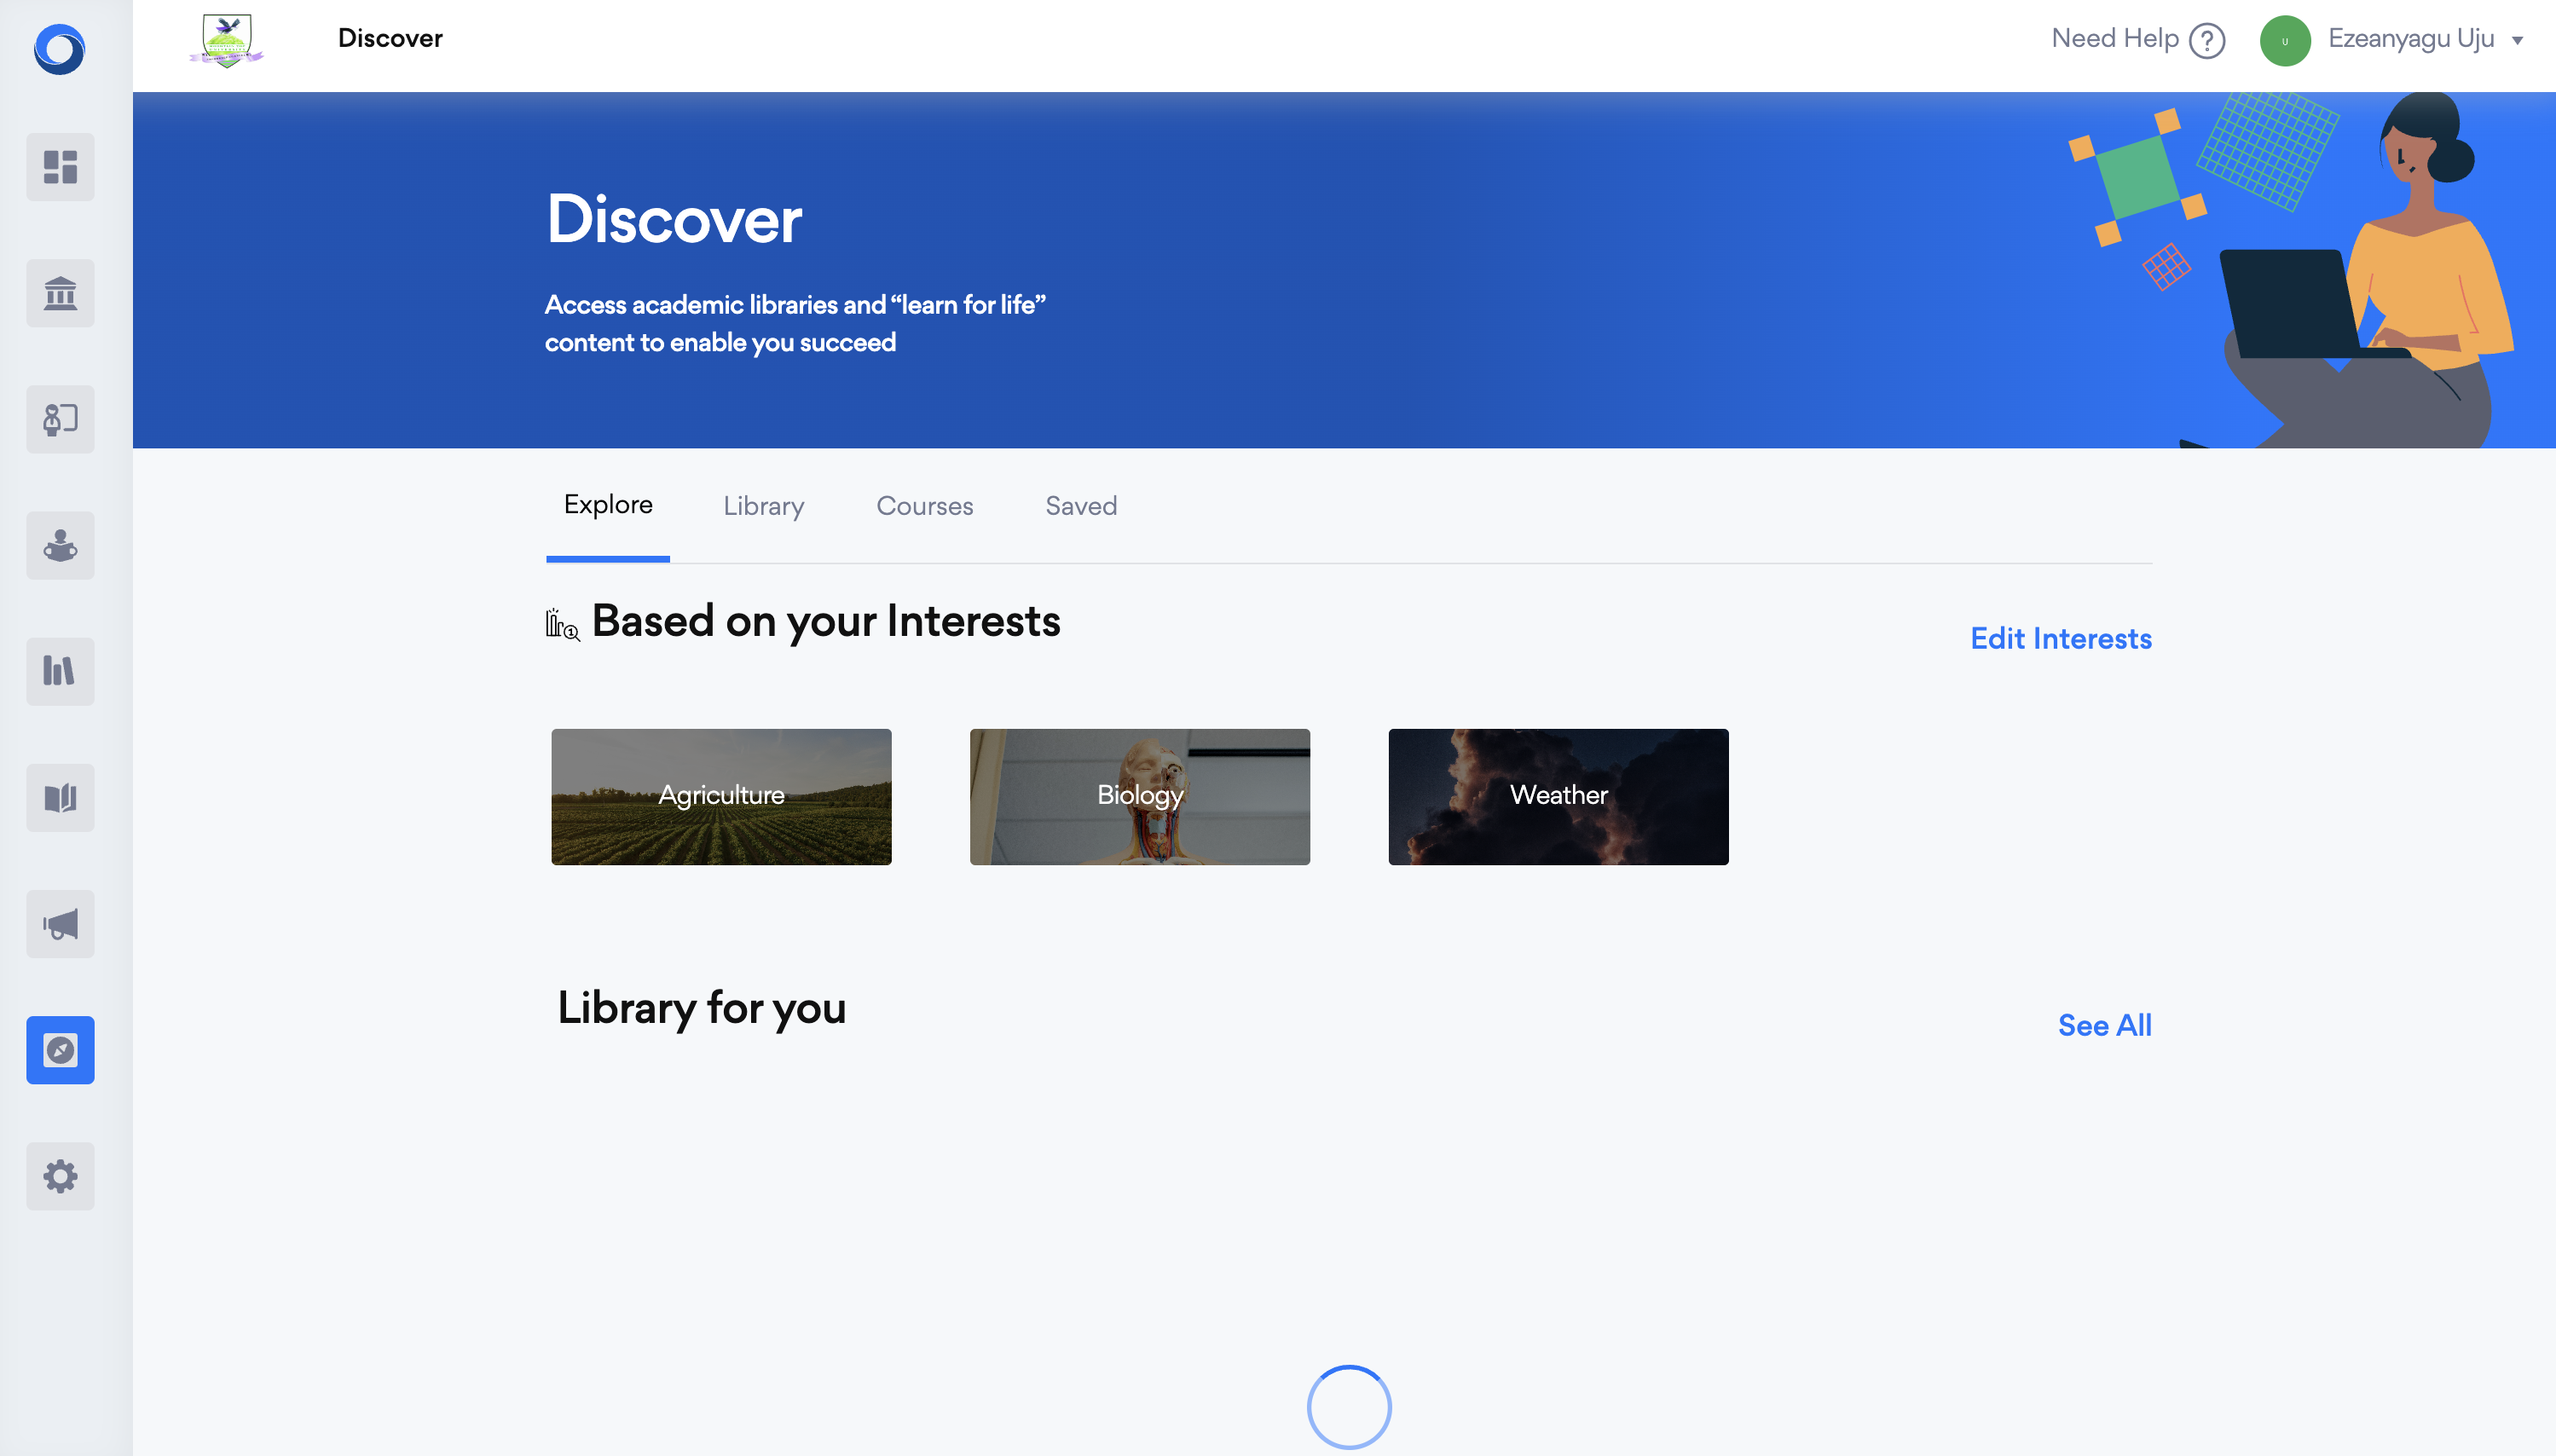 Discover
Need Help
U
Ezeanyagu Uju
Discover
Access academic libraries and “learn for life”
content to enable you succeed
Explore
Library
Courses
Saved
Based on your Interests
Edit Interests
Agriculture
Biology
Weather
Library for you
See All